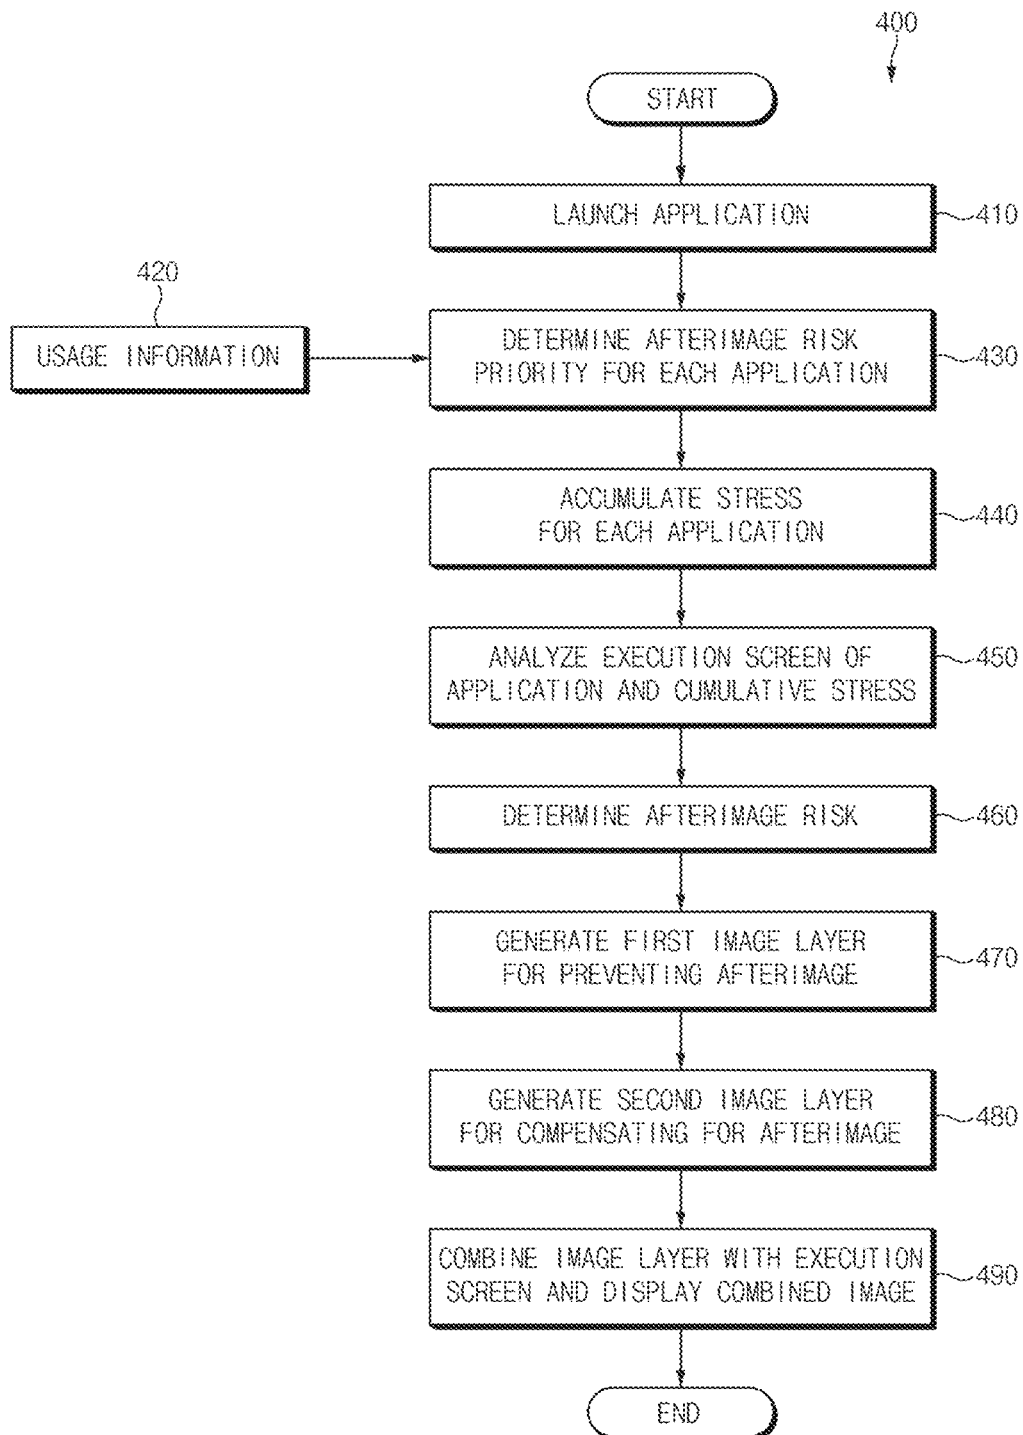 400
START
LAUNCH APPLICATION
410
420
USAGE INFORMATION
DETERMINE AFTERIMAGE RISK
PRIORITY FOR EACH APPLICATION
430
ACCUMULATE STRESS
FOR EACH APPLICATION
440
ANALYZE EXECUTION SCREEN OF
APPLICATION AND CUMULATIVE STRESS
450
DETERMINE AFTERIMAGE RISK
460
GENERATE FIRST IMAGE LAYER
FOR PREVENTING AFTERIMAGE
470
GENERATE SECOND IMAGE LAYER
FOR COMPENSATING FOR AFTERIMAGE
480
COMBINE IMAGE LAYER WITH EXECUTION
SCREEN AND DISPLAY COMBINED IMAGE
490
END